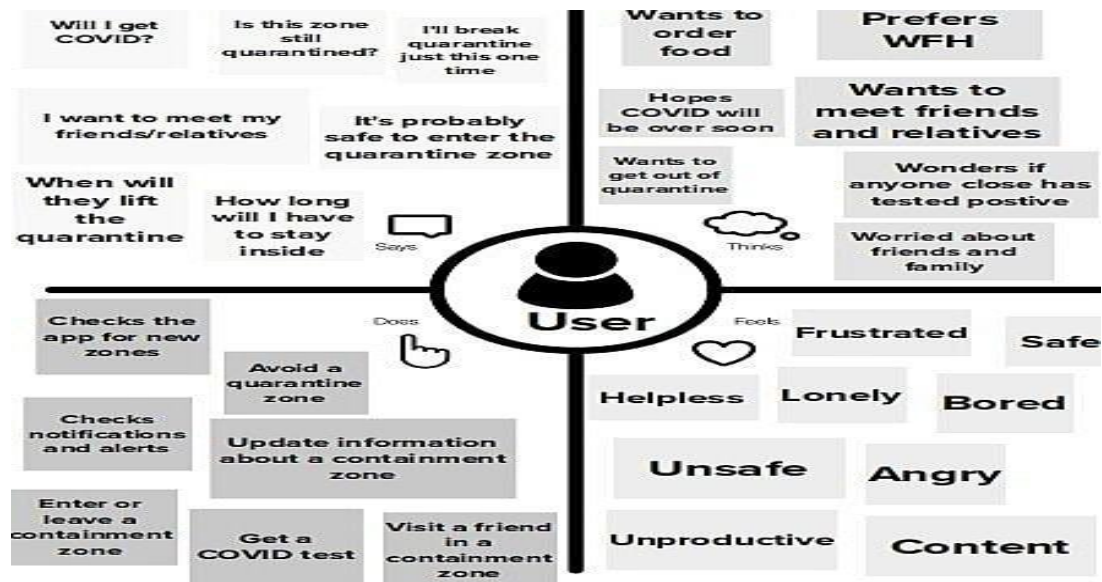 Will I get
COVID?
Is this zone
still
quarantined?
I'll break
quarantine
just this one
time
I want to meet my
friends/relatives
It's probably
safe to enter the
quarantine zone
When will
they lift
the
quarantine
How long
will I have
to stay
inside
Says
Wants to
order
food
Prefers
WFH
Hopes
COVID will
be over soon
Wants to
meet friends
and relatives
Wants to
get out of
quarantine
Wonders if
anyone close has
tested postive
Thinks
Worried about
friends and
family
User
Does
Checks the
app for new
zones
Avoid a
quarantine
zone
Checks
notifications
and alerts
Update information
about a containment
zone
Enter or
leave a
containment
zone
Get a
COVID test
Visit a friend
in a
containment
zone
Feels
Frustrated
Safe
Helpless
Lonely
Bored
Unsafe
Angry
Unproductive
Content